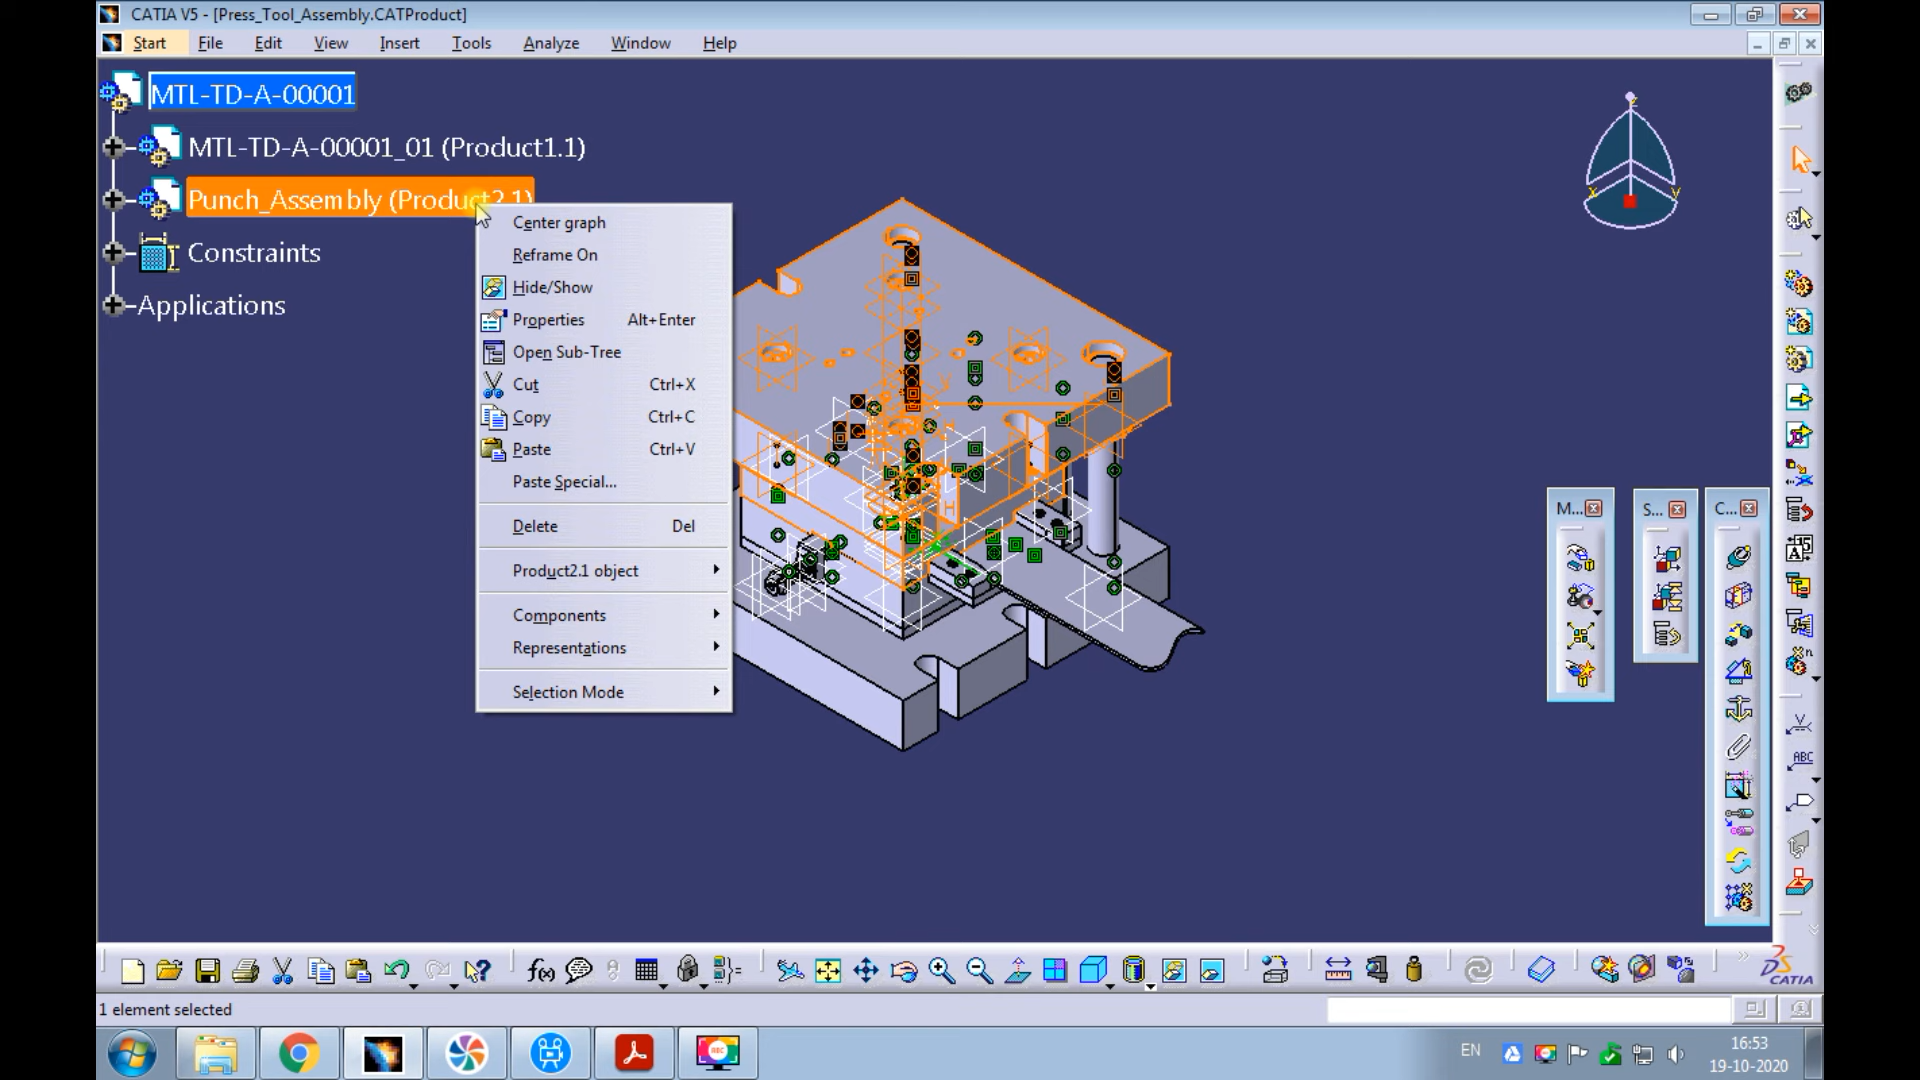 CATIA V5 - [Press_Tool_Assembly.CATProduct]
Start File Edit View Insert Tools Analyze Window Help
MTL-TD-A-00001
MTL-TD-A-00001_01 (Product1.1)
Punch_Assembly (Product2.1)
Constraints
Applications
Center graph
Reframe On
Hide/Show
Properties Alt+Enter
Open Sub-Tree
Cut Ctrl+X
Copy Ctrl+C
Paste Ctrl+V
Paste Special...
Delete Del
Product2.1 object
Components
Representations
Selection Mode
M... S... C...
H
ABC
f(x)
CATIA
1 element selected
REC
EN
16:53
19-10-2020